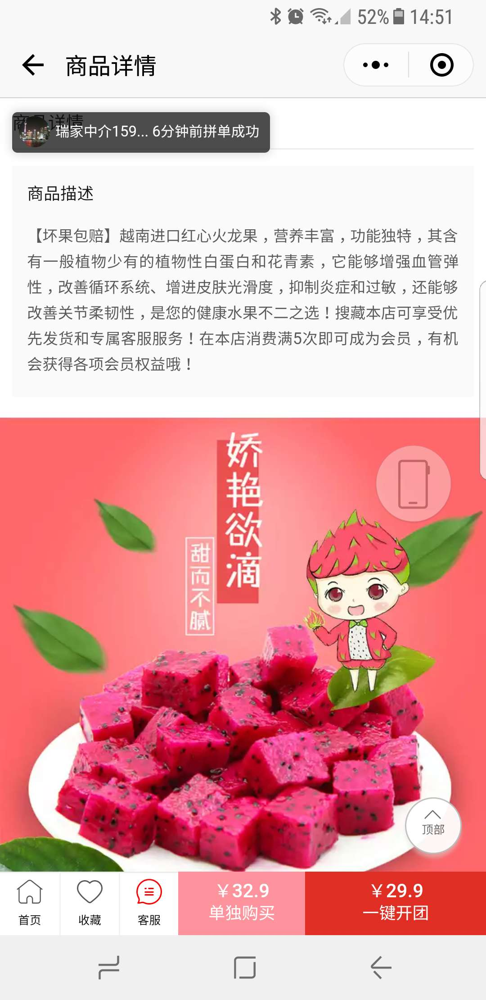 52% 14:51
商品详情
商品详情
瑞家中介159... 6分钟前拼单成功
商品描述
【坏果包赔】越南进口红心火龙果，营养丰富，功能独特，其含
有一般植物少有的植物性白蛋白和花青素，它能够增强血管弹
性，改善循环系统、增进皮肤光滑度，抑制炎症和过敏，还能够
改善关节柔韧性，是您的健康水果不二之选！搜藏本店可享受优
先发货和专属客服服务！在本店消费满5次即可成为会员，有机
会获得各项会员权益哦！
娇艳欲滴
甜而不腻
顶部
首页
收藏
客服
￥32.9
单独购买
￥29.9
一键开团